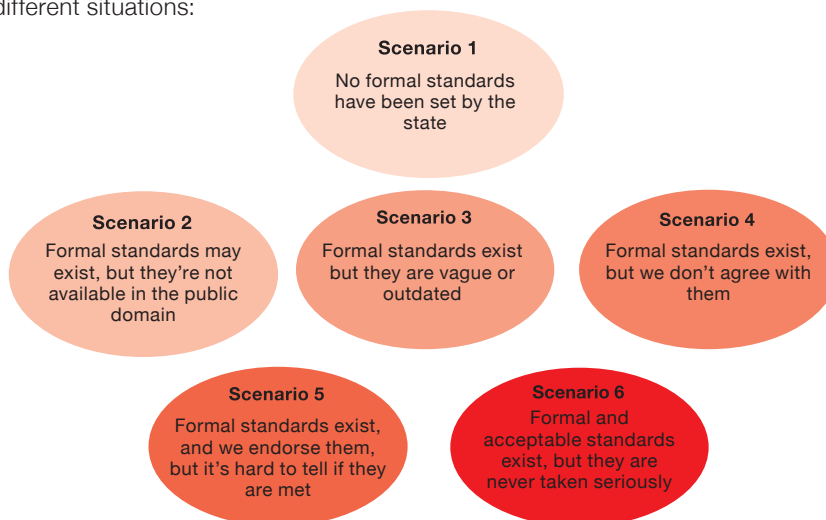 different situations:
Scenario 1
No formal standards
have been set by the
state
Scenario 2
Formal standards may
exist, but they're not
available in the public
domain
Scenario 3
Formal standards exist
but they are vague or
outdated
Scenario 4
Formal standards exist,
but we don't agree with
them
Scenario 5
Formal standards exist,
and we endorse them,
but it's hard to tell if they
are met
Scenario 6
Formal and
acceptable standards
exist, but they are
never taken seriously